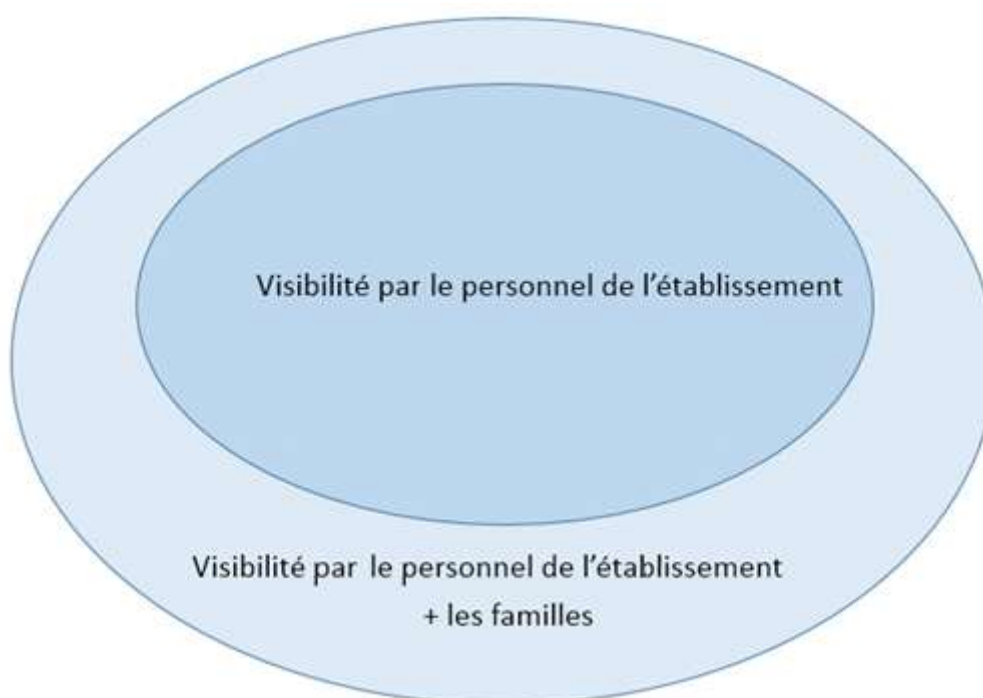 Visibilité par le personnel de l’établissement
Visibilité par le personnel de l’établissement
+ les familles